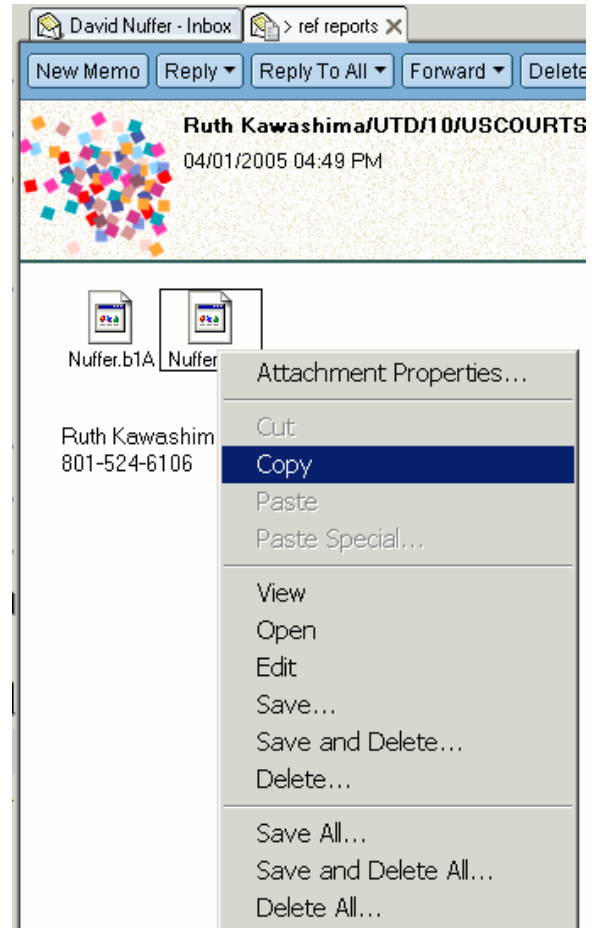 David Nuffer - Inbox > ref reports
New Memo Reply Reply To All Forward Delete
Ruth Kawashima/UTD/10/USCOURTS
04/01/2005 04:49 PM
Nuffer.b1A Nuffer
Attachment Properties...
Ruth Kawashim
801-524-6106
Cut
Copy
Paste
Paste Special...
View
Open
Edit
Save...
Save and Delete...
Delete...
Save All...
Save and Delete All...
Delete All...